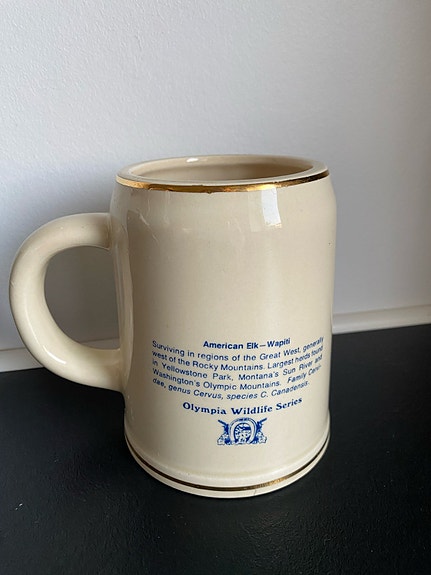 American Elk — Wapiti
Surviving in regions of the Great West, generally
west of the Rocky Mountains. Largest herds found
in Yellowstone Park, Montana's Sun River and
Washington's Olympic Mountains. Family Cervi-
dae, genus Cervus, species C. Canadensis.
Olympia Wildlife Series